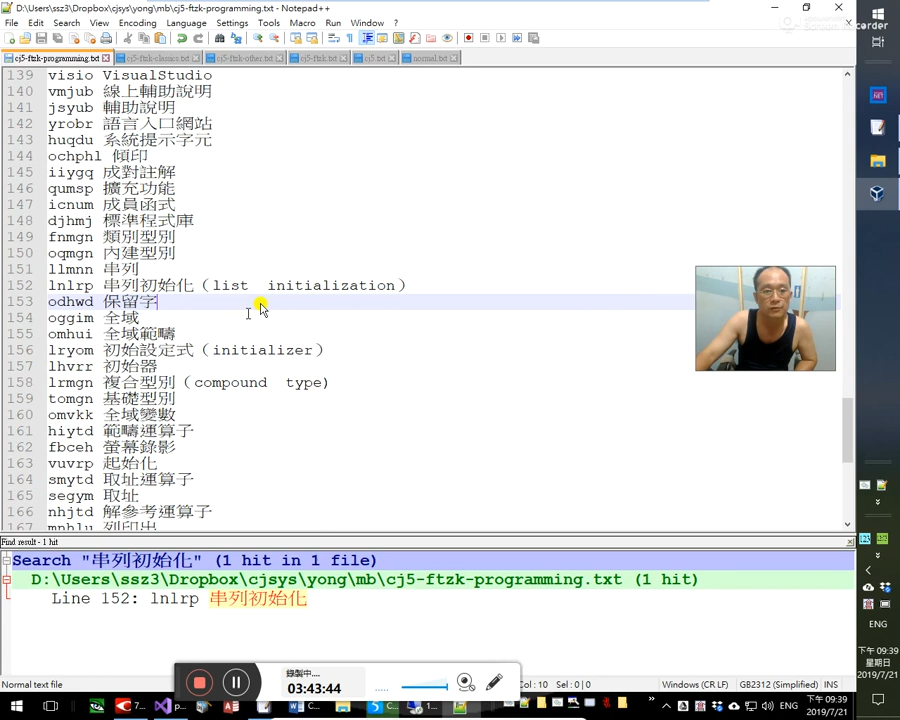 D:\Users\ssz3\Dropbox\cjsys\yong\mb\cj5-ftzk-programming.txt - Notepad++
File Edit Search View Encoding Language Settings Tools Macro Run Window ?
cj5-ftzk-programming.txt cj5-ftzk-classics.txt cj5-ftzk-other.txt cj5-ftzk.txt cj5.txt normal.txt
139 visio VisualStudio
140 vmjub 線上輔助說明
141 jsyub 輔助說明
142 yrobr 語言入口網站
143 huqdu 系統提示字元
144 ochphl 傾印
145 iiygq 成對註解
146 qumsp 擴充功能
147 icnum 成員函式
148 djhmj 標準程式庫
149 fnmgn 類別型別
150 oqmgn 內建型別
151 llmnn 串列
152 lnlrp 串列初始化（list initialization）
153 odhwd 保留字
154 oggim 全域
155 omhui 全域範疇
156 lryom 初始設定式（initializer）
157 lhvrr 初始器
158 lrmgn 複合型別（compound type)
159 tomgn 基礎型別
160 omvkk 全域變數
161 hiytd 範疇運算子
162 fbceh 螢幕錄影
163 vuvrp 起始化
164 smytd 取址運算子
165 segym 取址
166 nhjtd 解參考運算子
167 mnhlu 列印出
Find result - 1 hit
Search "串列初始化" (1 hit in 1 file)
D:\Users\ssz3\Dropbox\cjsys\yong\mb\cj5-ftzk-programming.txt (1 hit)
Line 152: lnlrp 串列初始化
錄製中....
03:43:44
Normal text file
Col : 10 Sel : 0 | 0
Windows (CR LF)
GB2312 (Simplified)
INS
ENG
下午 09:39
星期日
2019/7/21
ENG
下午 09:39
2019/7/21